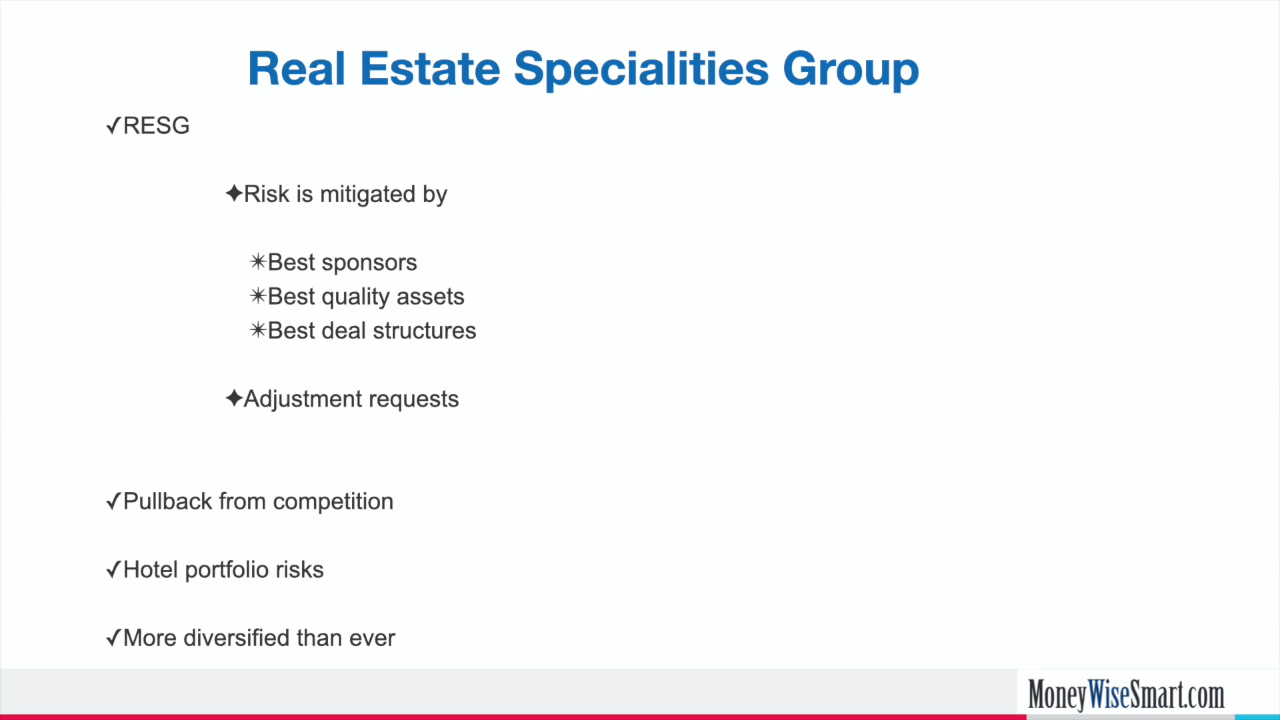 Real Estate Specialities Group
✓RESG
✦Risk is mitigated by
✴Best sponsors
✴Best quality assets
✴Best deal structures
✦Adjustment requests
✓Pullback from competition
✓Hotel portfolio risks
✓More diversified than ever
MoneyWiseSmart.com